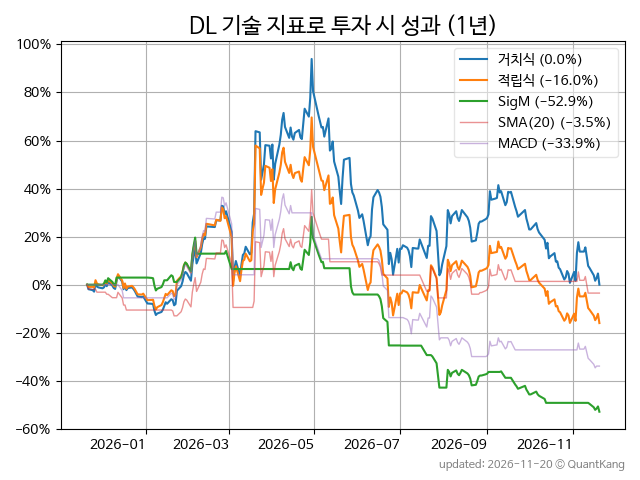 DL 기술 지표로 투자 시 성과 (1년)
100%
80%
60%
40%
20%
0%
−20%
−40%
−60%
거치식 (0.0%)
적립식 (−16.0%)
SigM (−52.9%)
SMA(20) (−3.5%)
MACD (−33.9%)
2026-01
2026-03
2026-05
2026-07
2026-09
2026-11
updated: 2026-11-20 © QuantKang